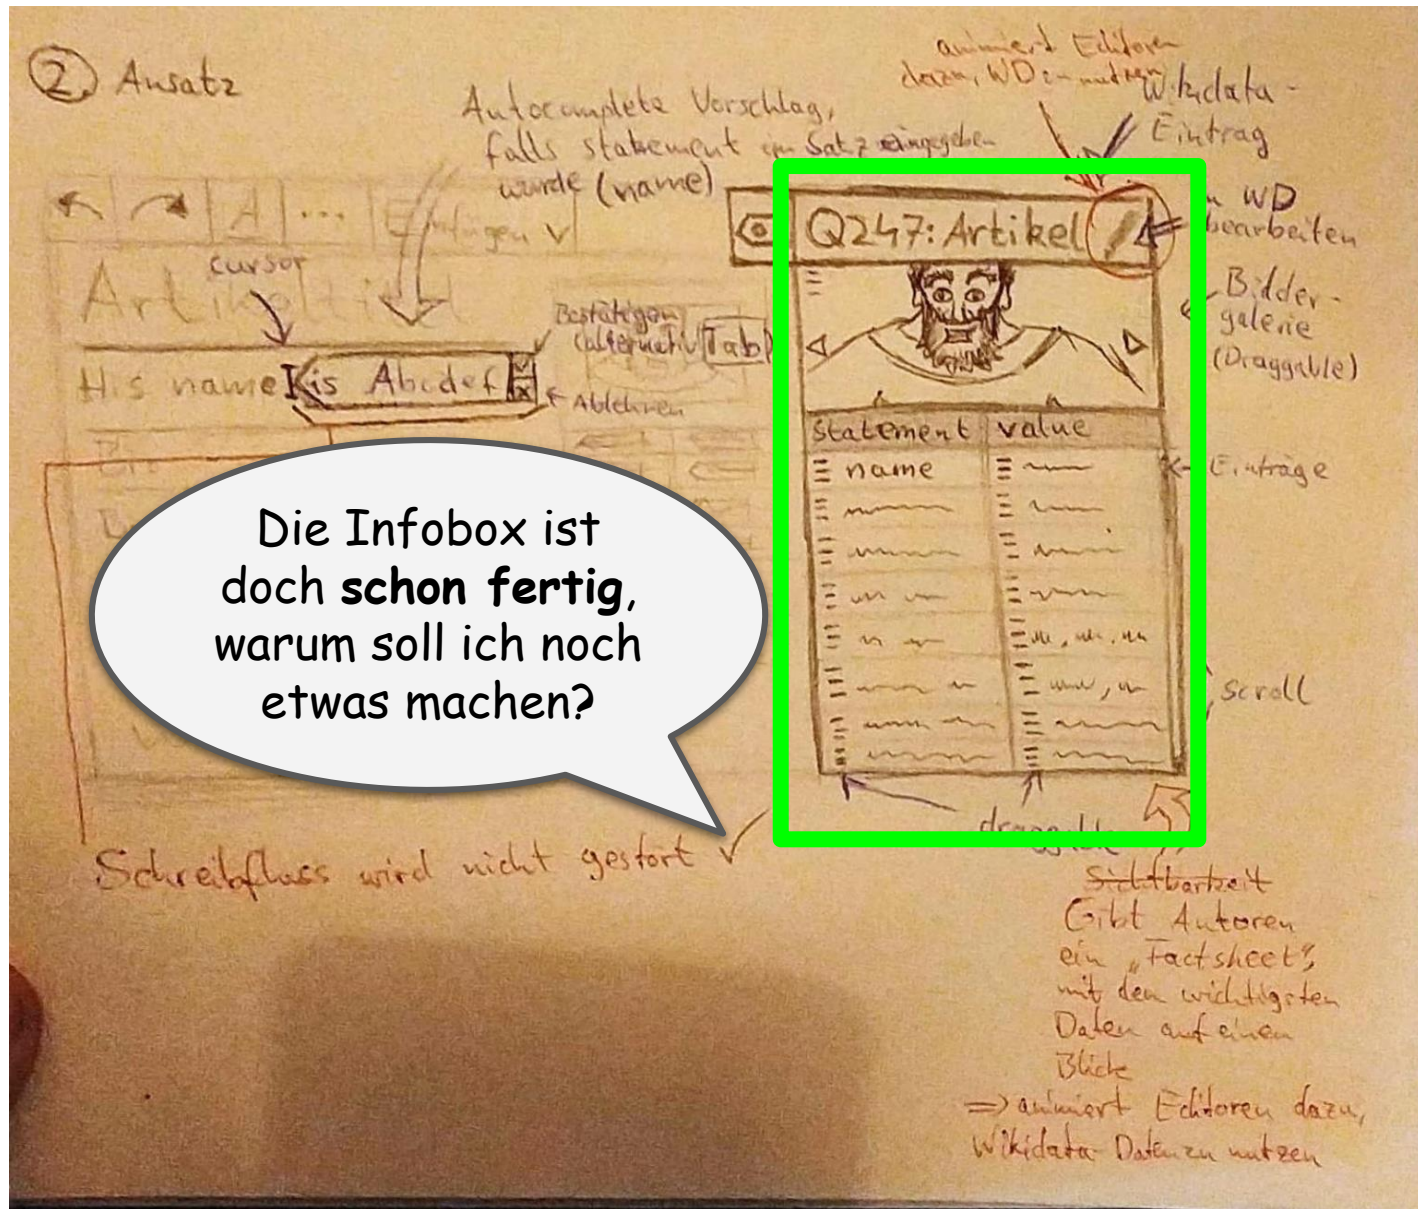 2. Ansatz
Autocomplete Vorschlag,
falls statement im Satz eingegeben
wurde (name)
animiert Editoren
dazu, WD zu nutzen
Wikidata-
Eintrag
A
...
Einfügen
cursor
Artikeltitel
Bestätigen
(alternativ Tab)
His name is Abcdef
Ablehnen
Q247: Artikel
WD
bearbeiten
Bilder-
galerie
(Draggable)
statement value
name
Einträge
scroll
draggable
Die Infobox ist
doch schon fertig,
warum soll ich noch
etwas machen?
Schreibfluss wird nicht gestört ✓
Sichtbarkeit
Gibt Autoren
ein „Factsheet“,
mit den wichtigsten
Daten auf einen
Blick
=> animiert Editoren dazu,
Wikidata-Daten zu nutzen